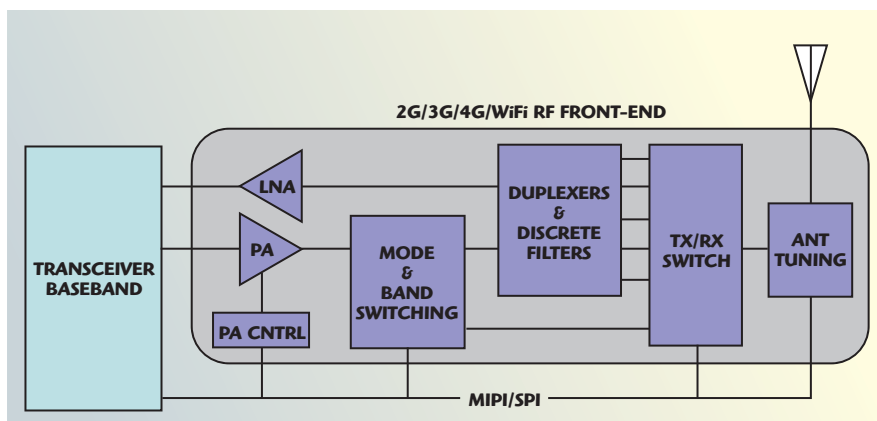 2G/3G/4G/WiFi RF FRONT-END
TRANSCEIVER
BASEBAND
LNA
PA
PA CNTRL
MODE
&
BAND
SWITCHING
DUPLEXERS
&
DISCRETE
FILTERS
TX/RX
SWITCH
ANT
TUNING
MIPI/SPI